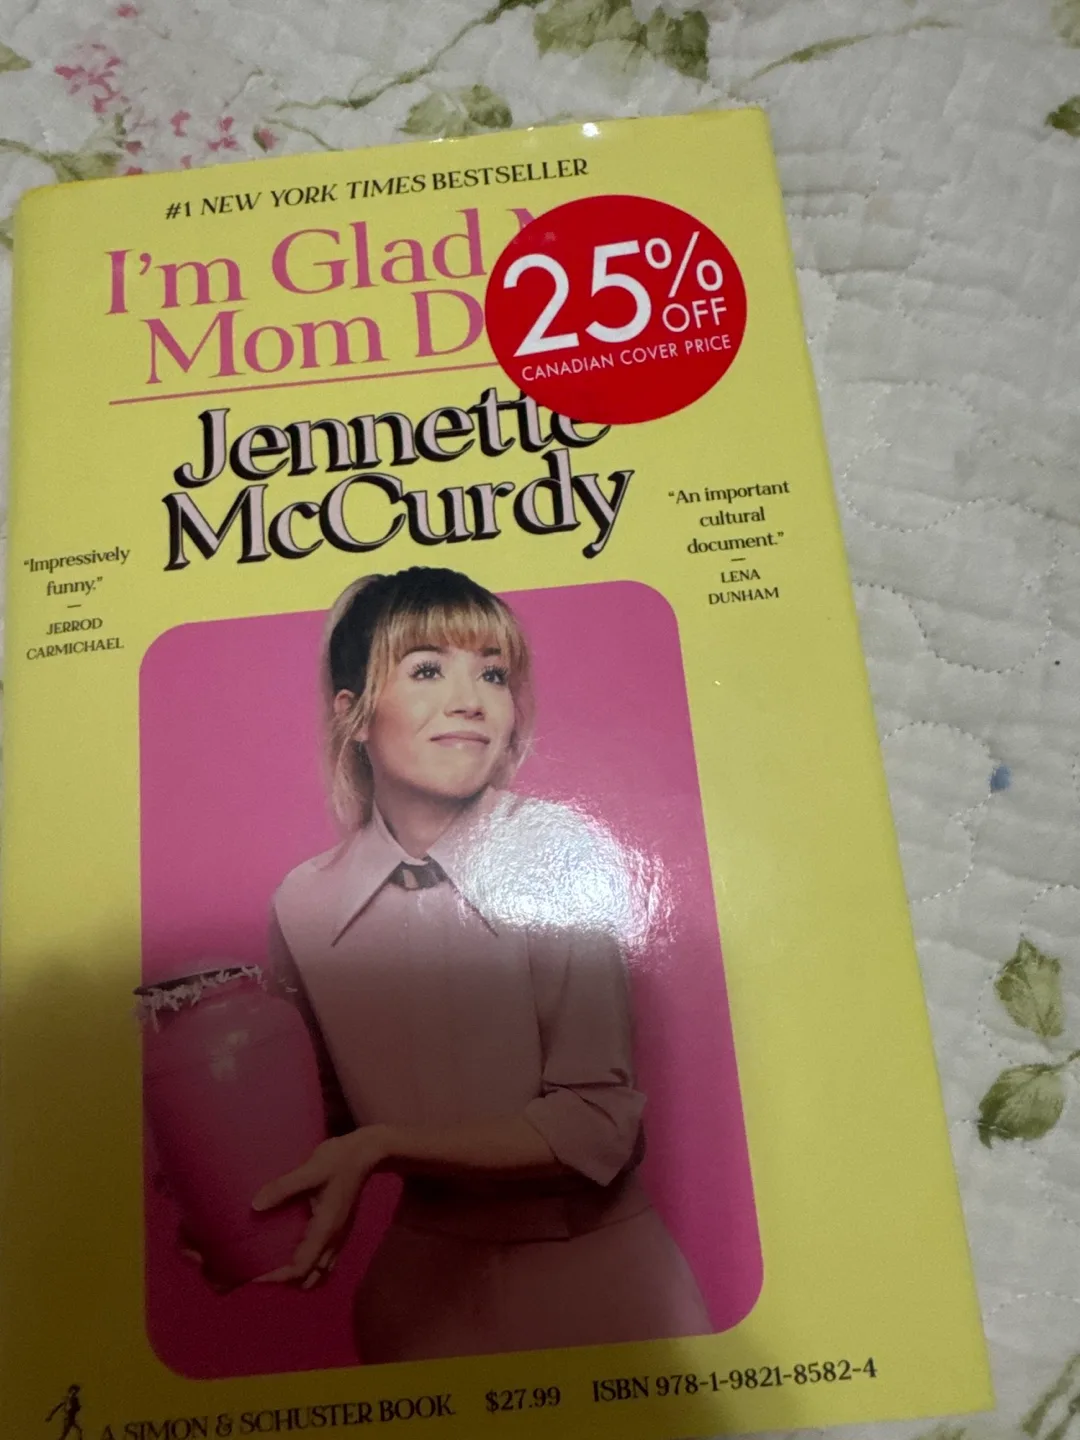 #1 NEW YORK TIMES BESTSELLER
I'm Glad
Mom D
25% OFF
CANADIAN COVER PRICE
Jennette
McCurdy
“Impressively
funny.”
—
JERROD
CARMICHAEL
“An important
cultural
document.”
—
LENA
DUNHAM
A SIMON & SCHUSTER BOOK $27.99 ISBN 978-1-9821-8582-4